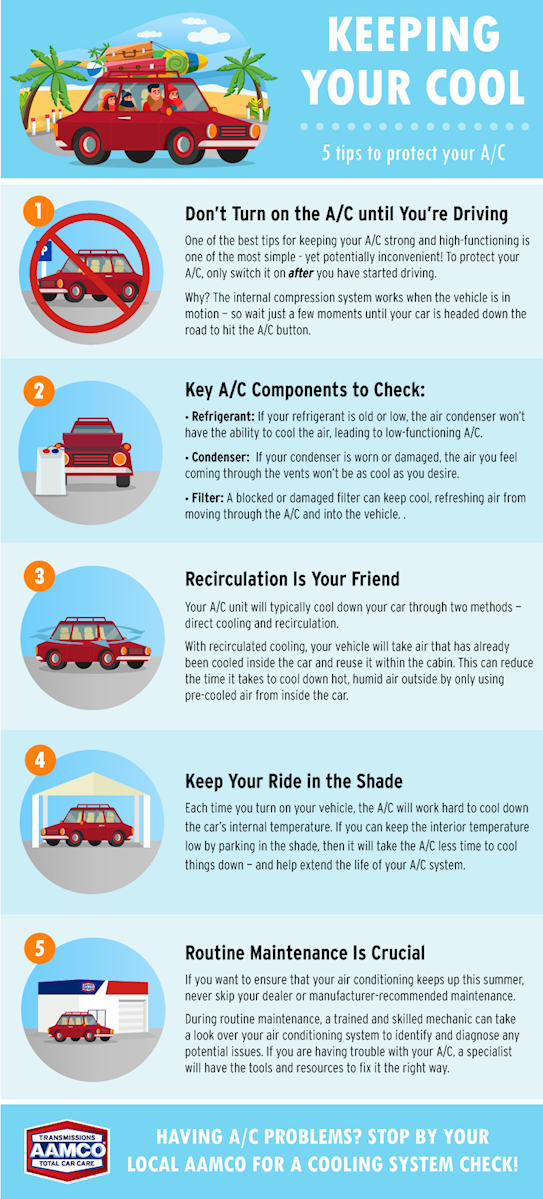 KEEPING
YOUR COOL
5 tips to protect your A/C
1
P
Don't Turn on the A/C until You're Driving
One of the best tips for keeping your A/C strong and high-functioning is
one of the most simple - yet potentially inconvenient! To protect your
A/C, only switch it on after you have started driving.
Why? The internal compression system works when the vehicle is in
motion – so wait just a few moments until your car is headed down the
road to hit the A/C button.
2
Key A/C Components to Check:
• Refrigerant: If your refrigerant is old or low, the air condenser won't
have the ability to cool the air, leading to low-functioning A/C.
• Condenser: If your condenser is worn or damaged, the air you feel
coming through the vents won't be as cool as you desire.
• Filter: A blocked or damaged filter can keep cool, refreshing air from
moving through the A/C and into the vehicle. .
3
Recirculation Is Your Friend
Your A/C unit will typically cool down your car through two methods –
direct cooling and recirculation.
With recirculated cooling, your vehicle will take air that has already
been cooled inside the car and reuse it within the cabin. This can reduce
the time it takes to cool down hot, humid air outside by only using
pre-cooled air from inside the car.
4
Keep Your Ride in the Shade
Each time you turn on your vehicle, the A/C will work hard to cool down
the car's internal temperature. If you can keep the interior temperature
low by parking in the shade, then it will take the A/C less time to cool
things down – and help extend the life of your A/C system.
5
AAMCO
Routine Maintenance Is Crucial
If you want to ensure that your air conditioning keeps up this summer,
never skip your dealer or manufacturer-recommended maintenance.
During routine maintenance, a trained and skilled mechanic can take
a look over your air conditioning system to identify and diagnose any
potential issues. If you are having trouble with your A/C, a specialist
will have the tools and resources to fix it the right way.
TRANSMISSIONS
AAMCO
TOTAL CAR CARE
HAVING A/C PROBLEMS? STOP BY YOUR
LOCAL AAMCO FOR A COOLING SYSTEM CHECK!